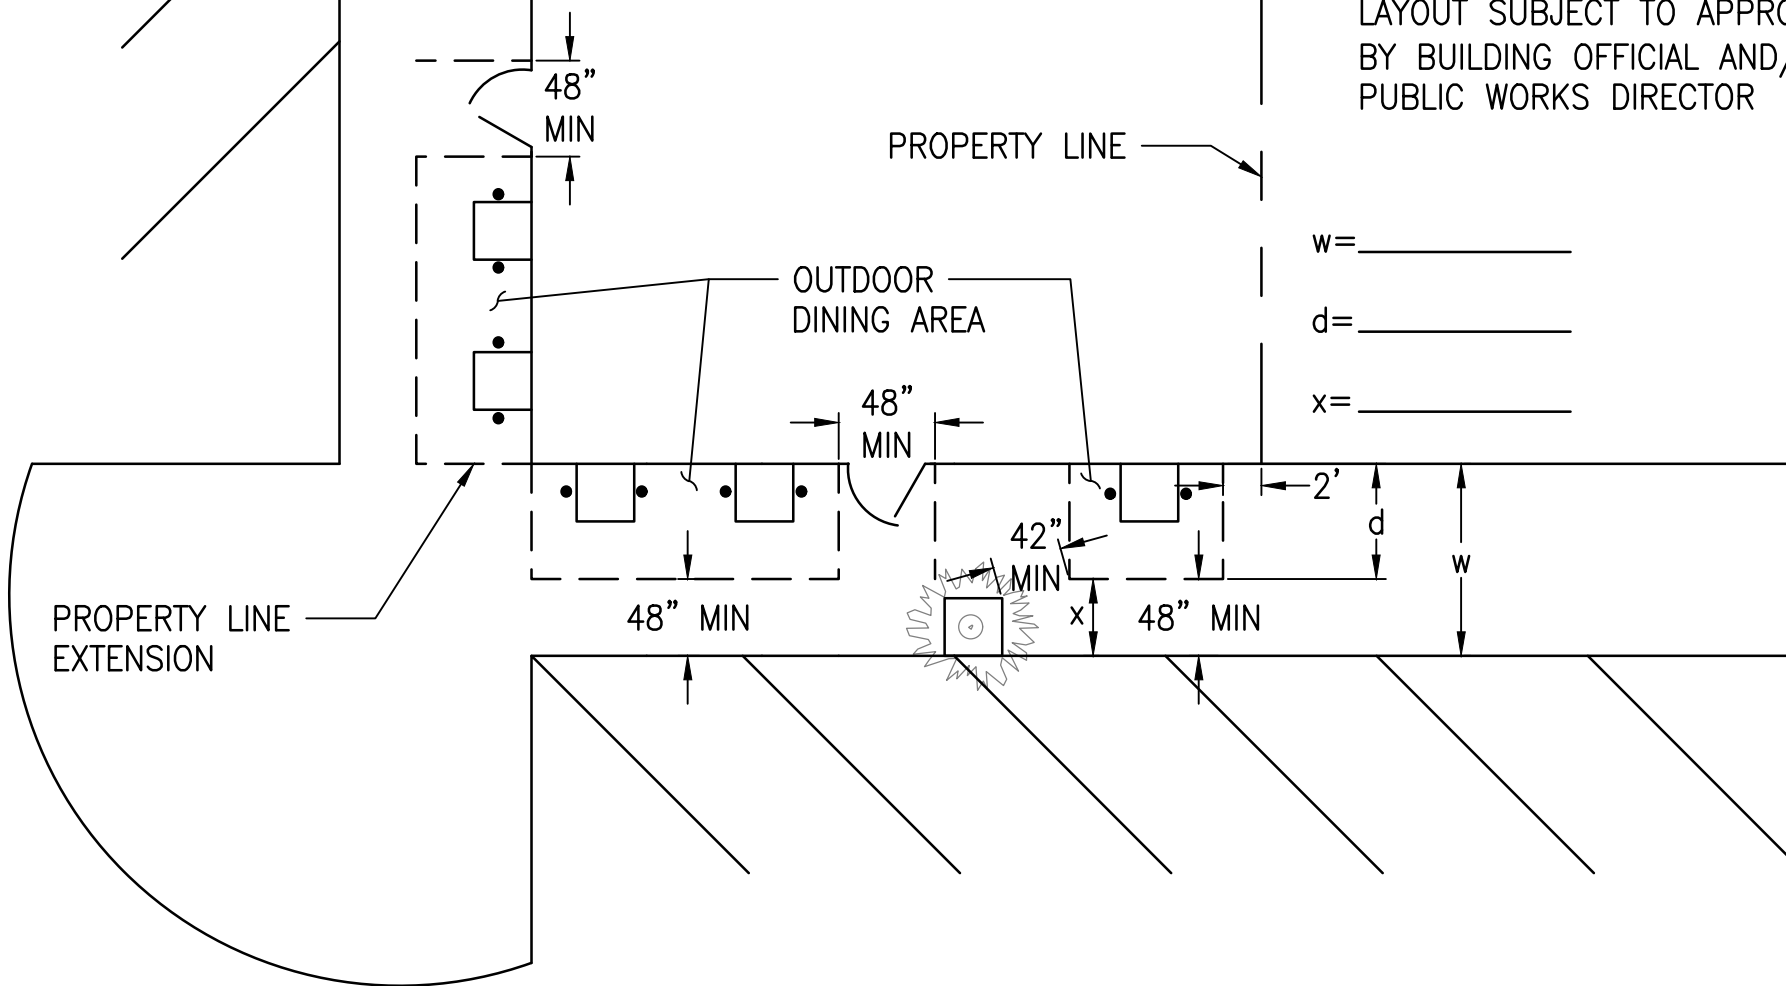 LAYOUT SUBJECT TO
BY BUILDING OFFICIAL AND/
PUBLIC WORKS DIRECTOR
48”
MIN
PROPERTY LINE
w=
d=
x=
OUTDOOR
DINING AREA
48”
MIN
2’
d
w
42”
MIN
x
48” MIN
48” MIN
PROPERTY LINE
EXTENSION